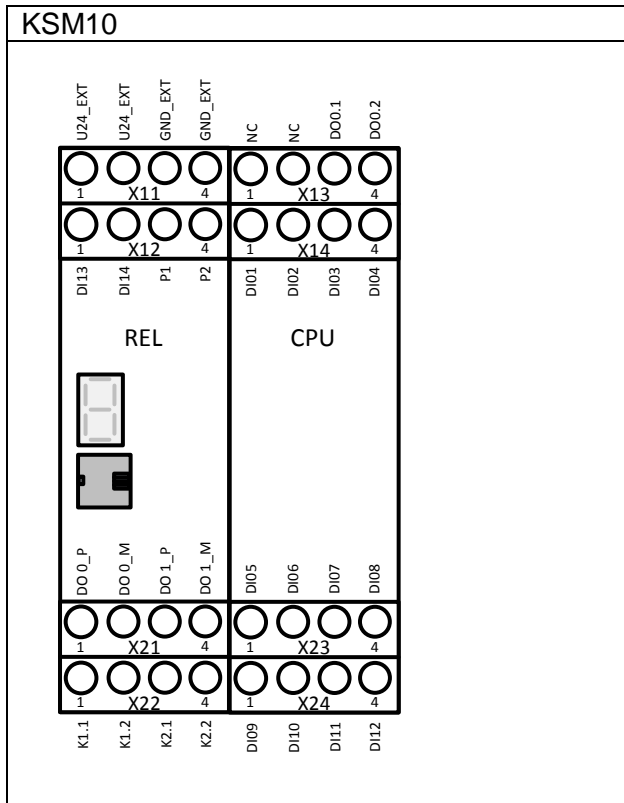 KSM10
U24_EXT U24_EXT GND_EXT GND_EXT NC NC DO0.1 DO0.2
1 X11 4 1 X13 4
1 X12 4 1 X14 4
DI13 DI14 P1 P2 DI01 DI02 DI03 DI04
REL CPU
DO 0_P DO 0_M DO 1_P DO 1_M DI05 DI06 DI07 DI08
1 X21 4 1 X23 4
1 X22 4 1 X24 4
K1.1 K1.2 K2.1 K2.2 DI09 DI10 DI11 DI12